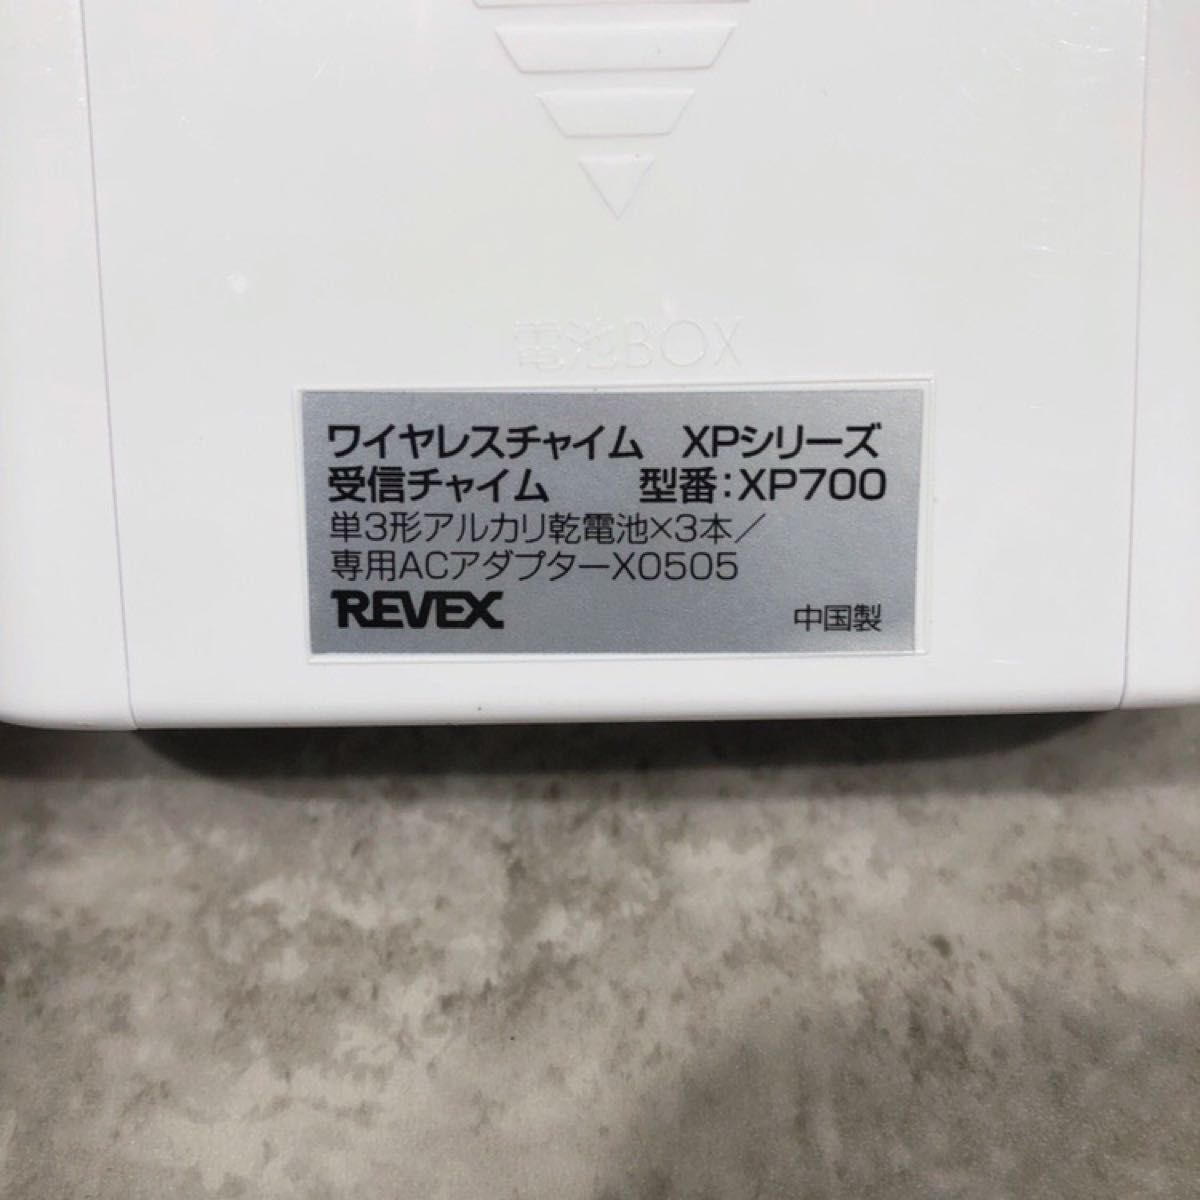 電池BOX
ワイヤレスチャイム　XPシリーズ
受信チャイム　型番：XP700
単3形アルカリ乾電池×3本／
専用ACアダプターX0505
REVEX　中国製